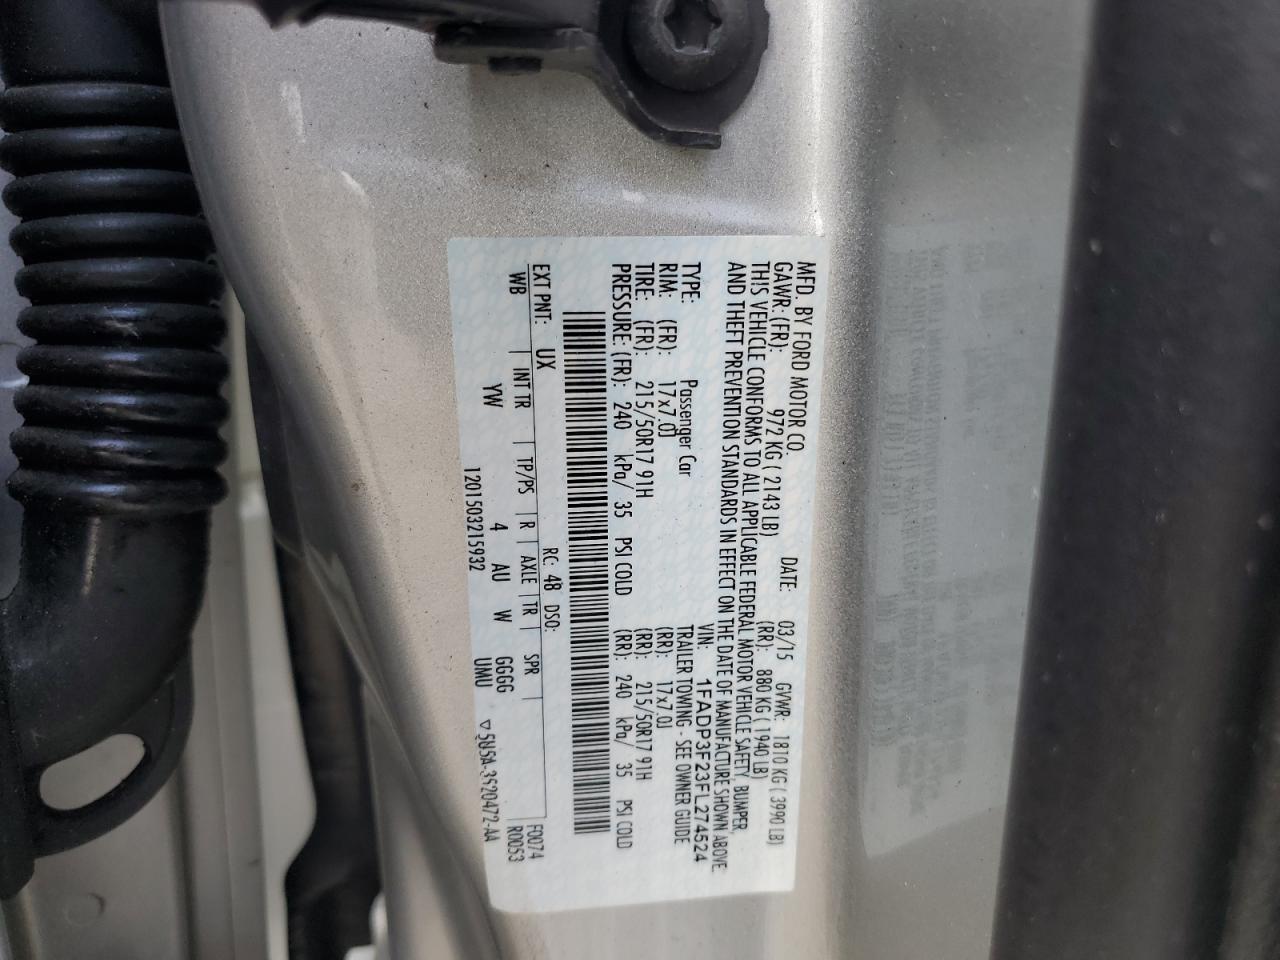 MFD. BY FORD MOTOR CO.
DATE: 03/15 GVWR: 1810 KG ( 3990 LB)
GAWR: (FR): 972 KG ( 2143 LB) (RR): 880 KG ( 1940 LB)
THIS VEHICLE CONFORMS TO ALL APPLICABLE FEDERAL MOTOR VEHICLE SAFETY, BUMPER,
AND THEFT PREVENTION STANDARDS IN EFFECT ON THE DATE OF MANUFACTURE SHOWN ABOVE.
VIN: 1FADP3F23FL274524
TYPE: Passenger Car TRAILER TOWING - SEE OWNER GUIDE
RIM: (FR): 17x7.0J (RR): 17x7.0J
TIRE: (FR): 215/50R17 91H (RR): 215/50R17 91H
PRESSURE: (FR): 240 kPa/ 35 PSI COLD (RR): 240 kPa/ 35 PSI COLD
EXT PNT: UX RC: 48 DSO: F0074
WB INT TR TP/PS R AXLE TR SPR R0053
YW 4 AU W GGGG
1201503215932 UMU ▽ 5U5A-3520472-AA